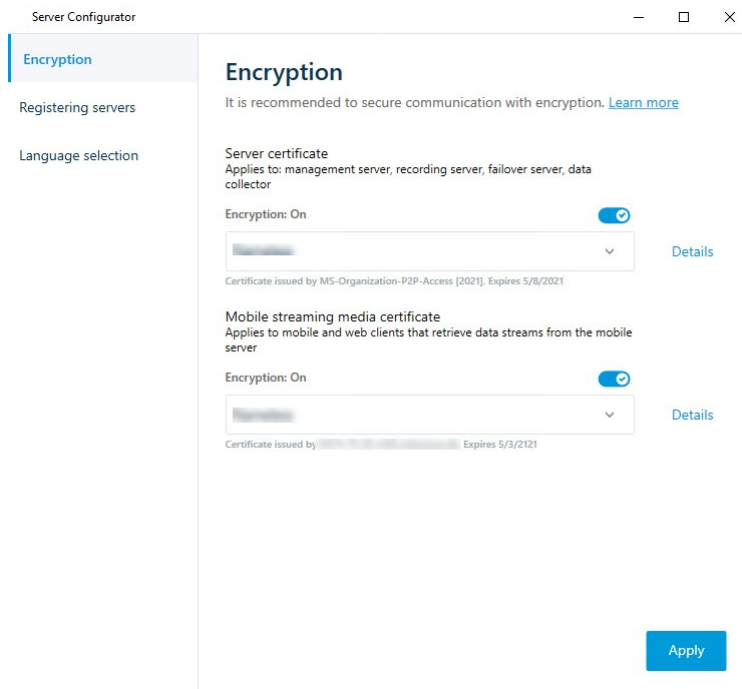 Server Configurator
Encryption
Registering servers
Language selection
Encryption
It is recommended to secure communication with encryption. Learn more
Server certificate
Applies to: management server, recording server, failover server, data
collector
Encryption: On
Details
Certificate issued by MS-Organization-P2P-Access [2021]. Expires 5/8/2021
Mobile streaming media certificate
Applies to mobile and web clients that retrieve data streams from the mobile
server
Encryption: On
Details
Certificate issued by Expires 5/3/2121
Apply